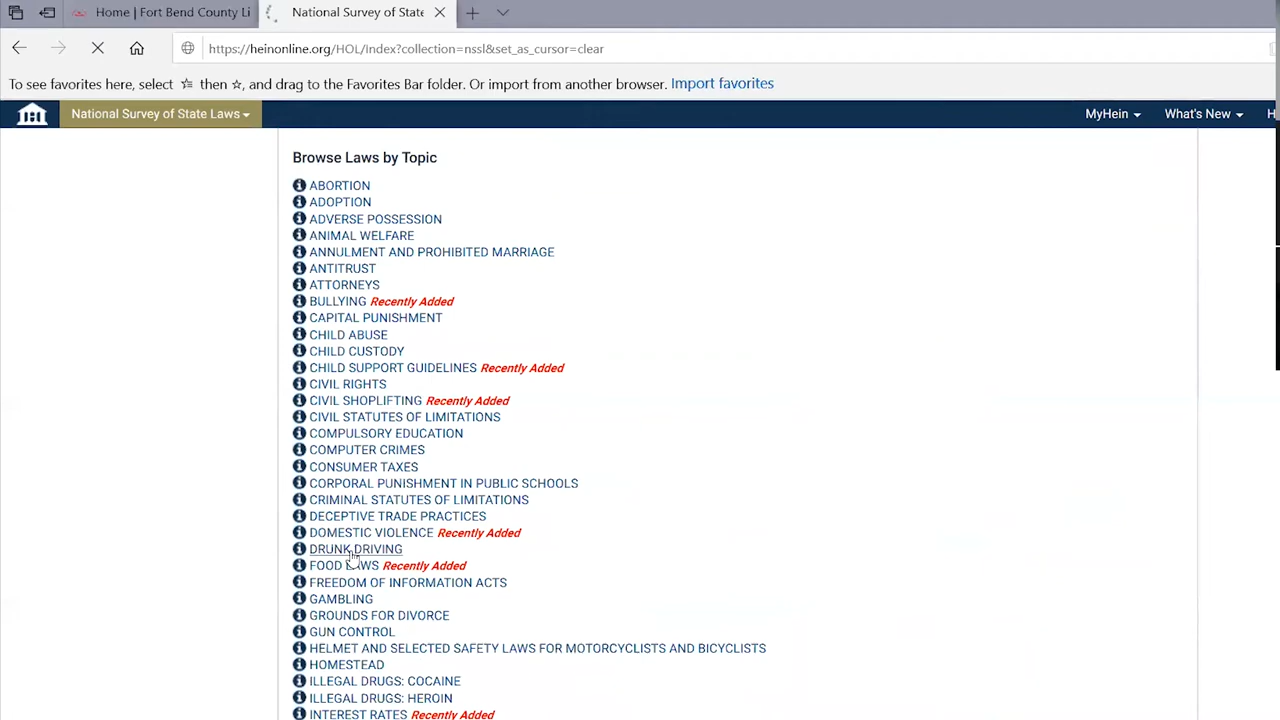 Home | Fort Bend County Li
National Survey of State
https://heinonline.org/HOL/Index?collection=nssl&set_as_cursor=clear
To see favorites here, select then ☆, and drag to the Favorites Bar folder. Or import from another browser. Import favorites
National Survey of State Laws MyHein What's New H
Browse Laws by Topic
ABORTION
ADOPTION
ADVERSE POSSESSION
ANIMAL WELFARE
ANNULMENT AND PROHIBITED MARRIAGE
ANTITRUST
ATTORNEYS
BULLYING Recently Added
CAPITAL PUNISHMENT
CHILD ABUSE
CHILD CUSTODY
CHILD SUPPORT GUIDELINES Recently Added
CIVIL RIGHTS
CIVIL SHOPLIFTING Recently Added
CIVIL STATUTES OF LIMITATIONS
COMPULSORY EDUCATION
COMPUTER CRIMES
CONSUMER TAXES
CORPORAL PUNISHMENT IN PUBLIC SCHOOLS
CRIMINAL STATUTES OF LIMITATIONS
DECEPTIVE TRADE PRACTICES
DOMESTIC VIOLENCE Recently Added
DRUNK DRIVING
FOOD LAWS Recently Added
FREEDOM OF INFORMATION ACTS
GAMBLING
GROUNDS FOR DIVORCE
GUN CONTROL
HELMET AND SELECTED SAFETY LAWS FOR MOTORCYCLISTS AND BICYCLISTS
HOMESTEAD
ILLEGAL DRUGS: COCAINE
ILLEGAL DRUGS: HEROIN
INTEREST RATES Recently Added